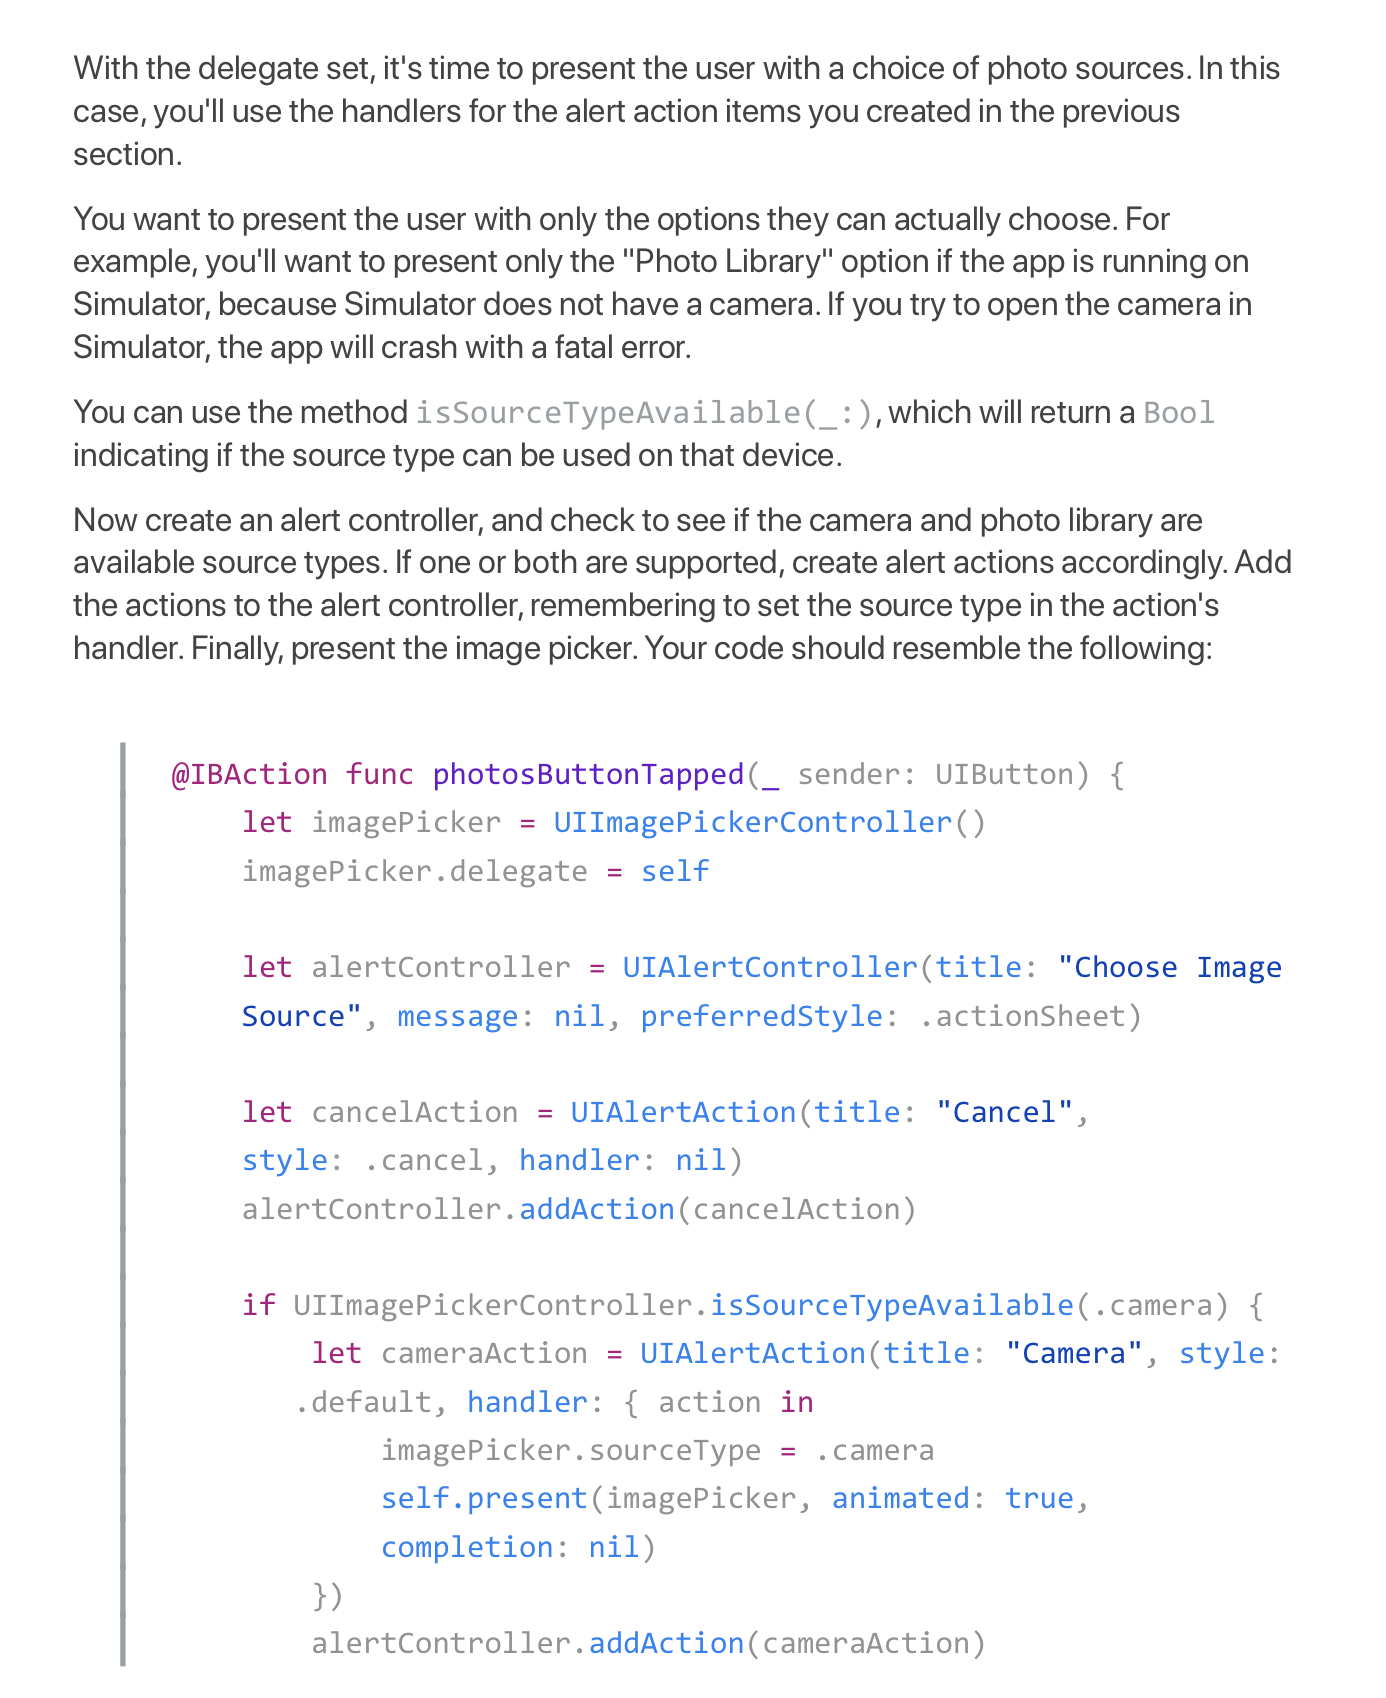 With the delegate set, it's time to present the user with a choice of photo sources. In this
case, you'll use the handlers for the alert action items you created in the previous
section.
You want to present the user with only the options they can actually choose. For
example, you'll want to present only the "Photo Library" option if the app is running on
Simulator, because Simulator does not have a camera. If you try to open the camera in
Simulator, the app will crash with a fatal error.
You can use the method isSourceTypeAvailable(_:), which will return a Bool
indicating if the source type can be used on that device.
Now create an alert controller, and check to see if the camera and photo library are
available source types. If one or both are supported, create alert actions accordingly. Add
the actions to the alert controller, remembering to set the source type in the action's
handler. Finally, present the image picker. Your code should resemble the following:
@IBAction func photosButtonTapped(_ sender: UIButton) {
    let imagePicker = UIImagePickerController()
    imagePicker.delegate = self
    let alertController = UIAlertController(title: "Choose Image
    Source", message: nil, preferredStyle: .actionSheet)
    let cancelAction = UIAlertAction(title: "Cancel",
    style: .cancel, handler: nil)
    alertController.addAction(cancelAction)
    if UIImagePickerController.isSourceTypeAvailable(.camera) {
        let cameraAction = UIAlertAction(title: "Camera", style:
       .default, handler: { action in
            imagePicker.sourceType = .camera
            self.present(imagePicker, animated: true,
            completion: nil)
        })
        alertController.addAction(cameraAction)